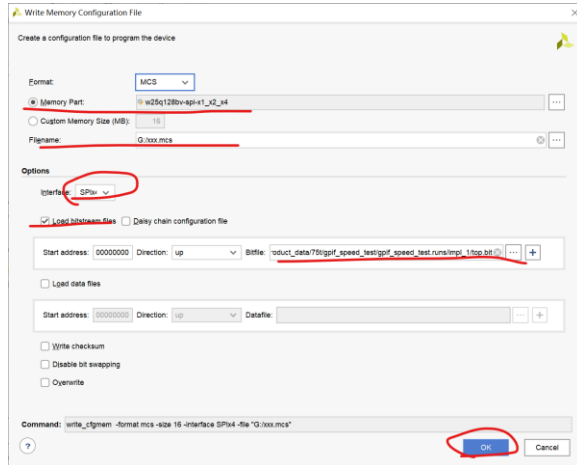 Write Memory Configuration File
Create a configuration file to program the device
Format: MCS
Memory Part: w25q128bv-spi-x1_x2_x4 ...
Custom Memory Size (MB): 16
Filename: G:/xxx.mcs ...
Options
Interface: SPIx4
Load bitstream files Daisy chain configuration file
Start address: 00000000 Direction: up Bitfile: roduct_data/75t/gpif_speed_test/gpif_speed_test.runs/impl_1/top.bit ... +
Load data files
Start address: 00000000 Direction: up Datafile: ... +
Write checksum
Disable bit swapping
Overwrite
Command: write_cfgmem -format mcs -size 16 -interface SPIx4 -file "G:/xxx.mcs"
? OK Cancel